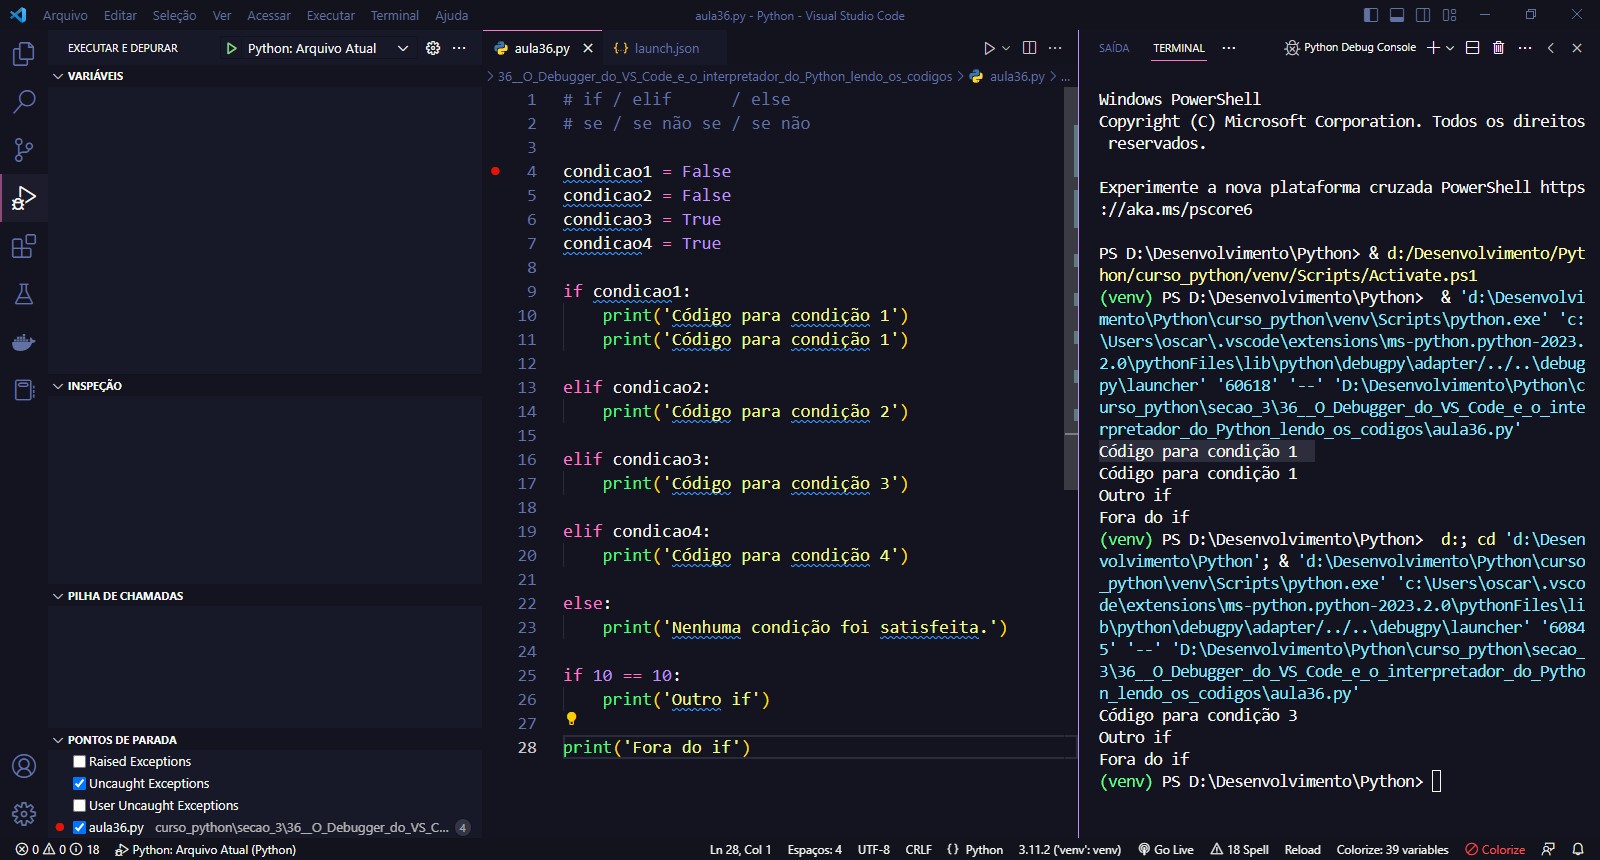 Arquivo Editar Seleção Ver Acessar Executar Terminal Ajuda
aula36.py - Python - Visual Studio Code
EXECUTAR E DEPURAR
Python: Arquivo Atual
VARIÁVEIS
INSPEÇÃO
PILHA DE CHAMADAS
PONTOS DE PARADA
Raised Exceptions
Uncaught Exceptions
User Uncaught Exceptions
aula36.py curso_python\secao_3\36__O_Debugger_do_VS_C... 4
aula36.py
launch.json
36__O_Debugger_do_VS_Code_e_o_interpretador_do_Python_lendo_os_codigos > aula36.py > ...
1 # if / elif      / else
2 # se / se não se / se não
3
4 condicao1 = False
5 condicao2 = False
6 condicao3 = True
7 condicao4 = True
8
9 if condicao1:
10     print('Código para condição 1')
11     print('Código para condição 1')
12
13 elif condicao2:
14     print('Código para condição 2')
15
16 elif condicao3:
17     print('Código para condição 3')
18
19 elif condicao4:
20     print('Código para condição 4')
21
22 else:
23     print('Nenhuma condição foi satisfeita.')
24
25 if 10 == 10:
26     print('Outro if')
27
28 print('Fora do if')
SAÍDA TERMINAL
Python Debug Console
Windows PowerShell
Copyright (C) Microsoft Corporation. Todos os direitos
reservados.
Experimente a nova plataforma cruzada PowerShell https
://aka.ms/pscore6
PS D:\Desenvolvimento\Python> & d:/Desenvolvimento/Pyt
hon/curso_python/venv/Scripts/Activate.ps1
(venv) PS D:\Desenvolvimento\Python>  & 'd:\Desenvolvi
mento\Python\curso_python\venv\Scripts\python.exe' 'c:
\Users\oscar\.vscode\extensions\ms-python.python-2023.
2.0\pythonFiles\lib\python\debugpy\adapter/../..\debug
py\launcher' '60618' '--' 'D:\Desenvolvimento\Python\c
urso_python\secao_3\36__O_Debugger_do_VS_Code_e_o_inte
rpretador_do_Python_lendo_os_codigos\aula36.py'
Código para condição 1
Código para condição 1
Outro if
Fora do if
(venv) PS D:\Desenvolvimento\Python>  d:; cd 'd:\Desen
volvimento\Python'; & 'd:\Desenvolvimento\Python\curso
_python\venv\Scripts\python.exe' 'c:\Users\oscar\.vsco
de\extensions\ms-python.python-2023.2.0\pythonFiles\li
b\python\debugpy\adapter/../..\debugpy\launcher' '6084
5' '--' 'D:\Desenvolvimento\Python\curso_python\secao_
3\36__O_Debugger_do_VS_Code_e_o_interpretador_do_Pytho
n_lendo_os_codigos\aula36.py'
Código para condição 3
Outro if
Fora do if
(venv) PS D:\Desenvolvimento\Python>
0 0 18 Python: Arquivo Atual (Python) Ln 28, Col 1 Espaços: 4 UTF-8 CRLF Python 3.11.2 ('venv': venv) Go Live 18 Spell Reload Colorize: 39 variables Colorize